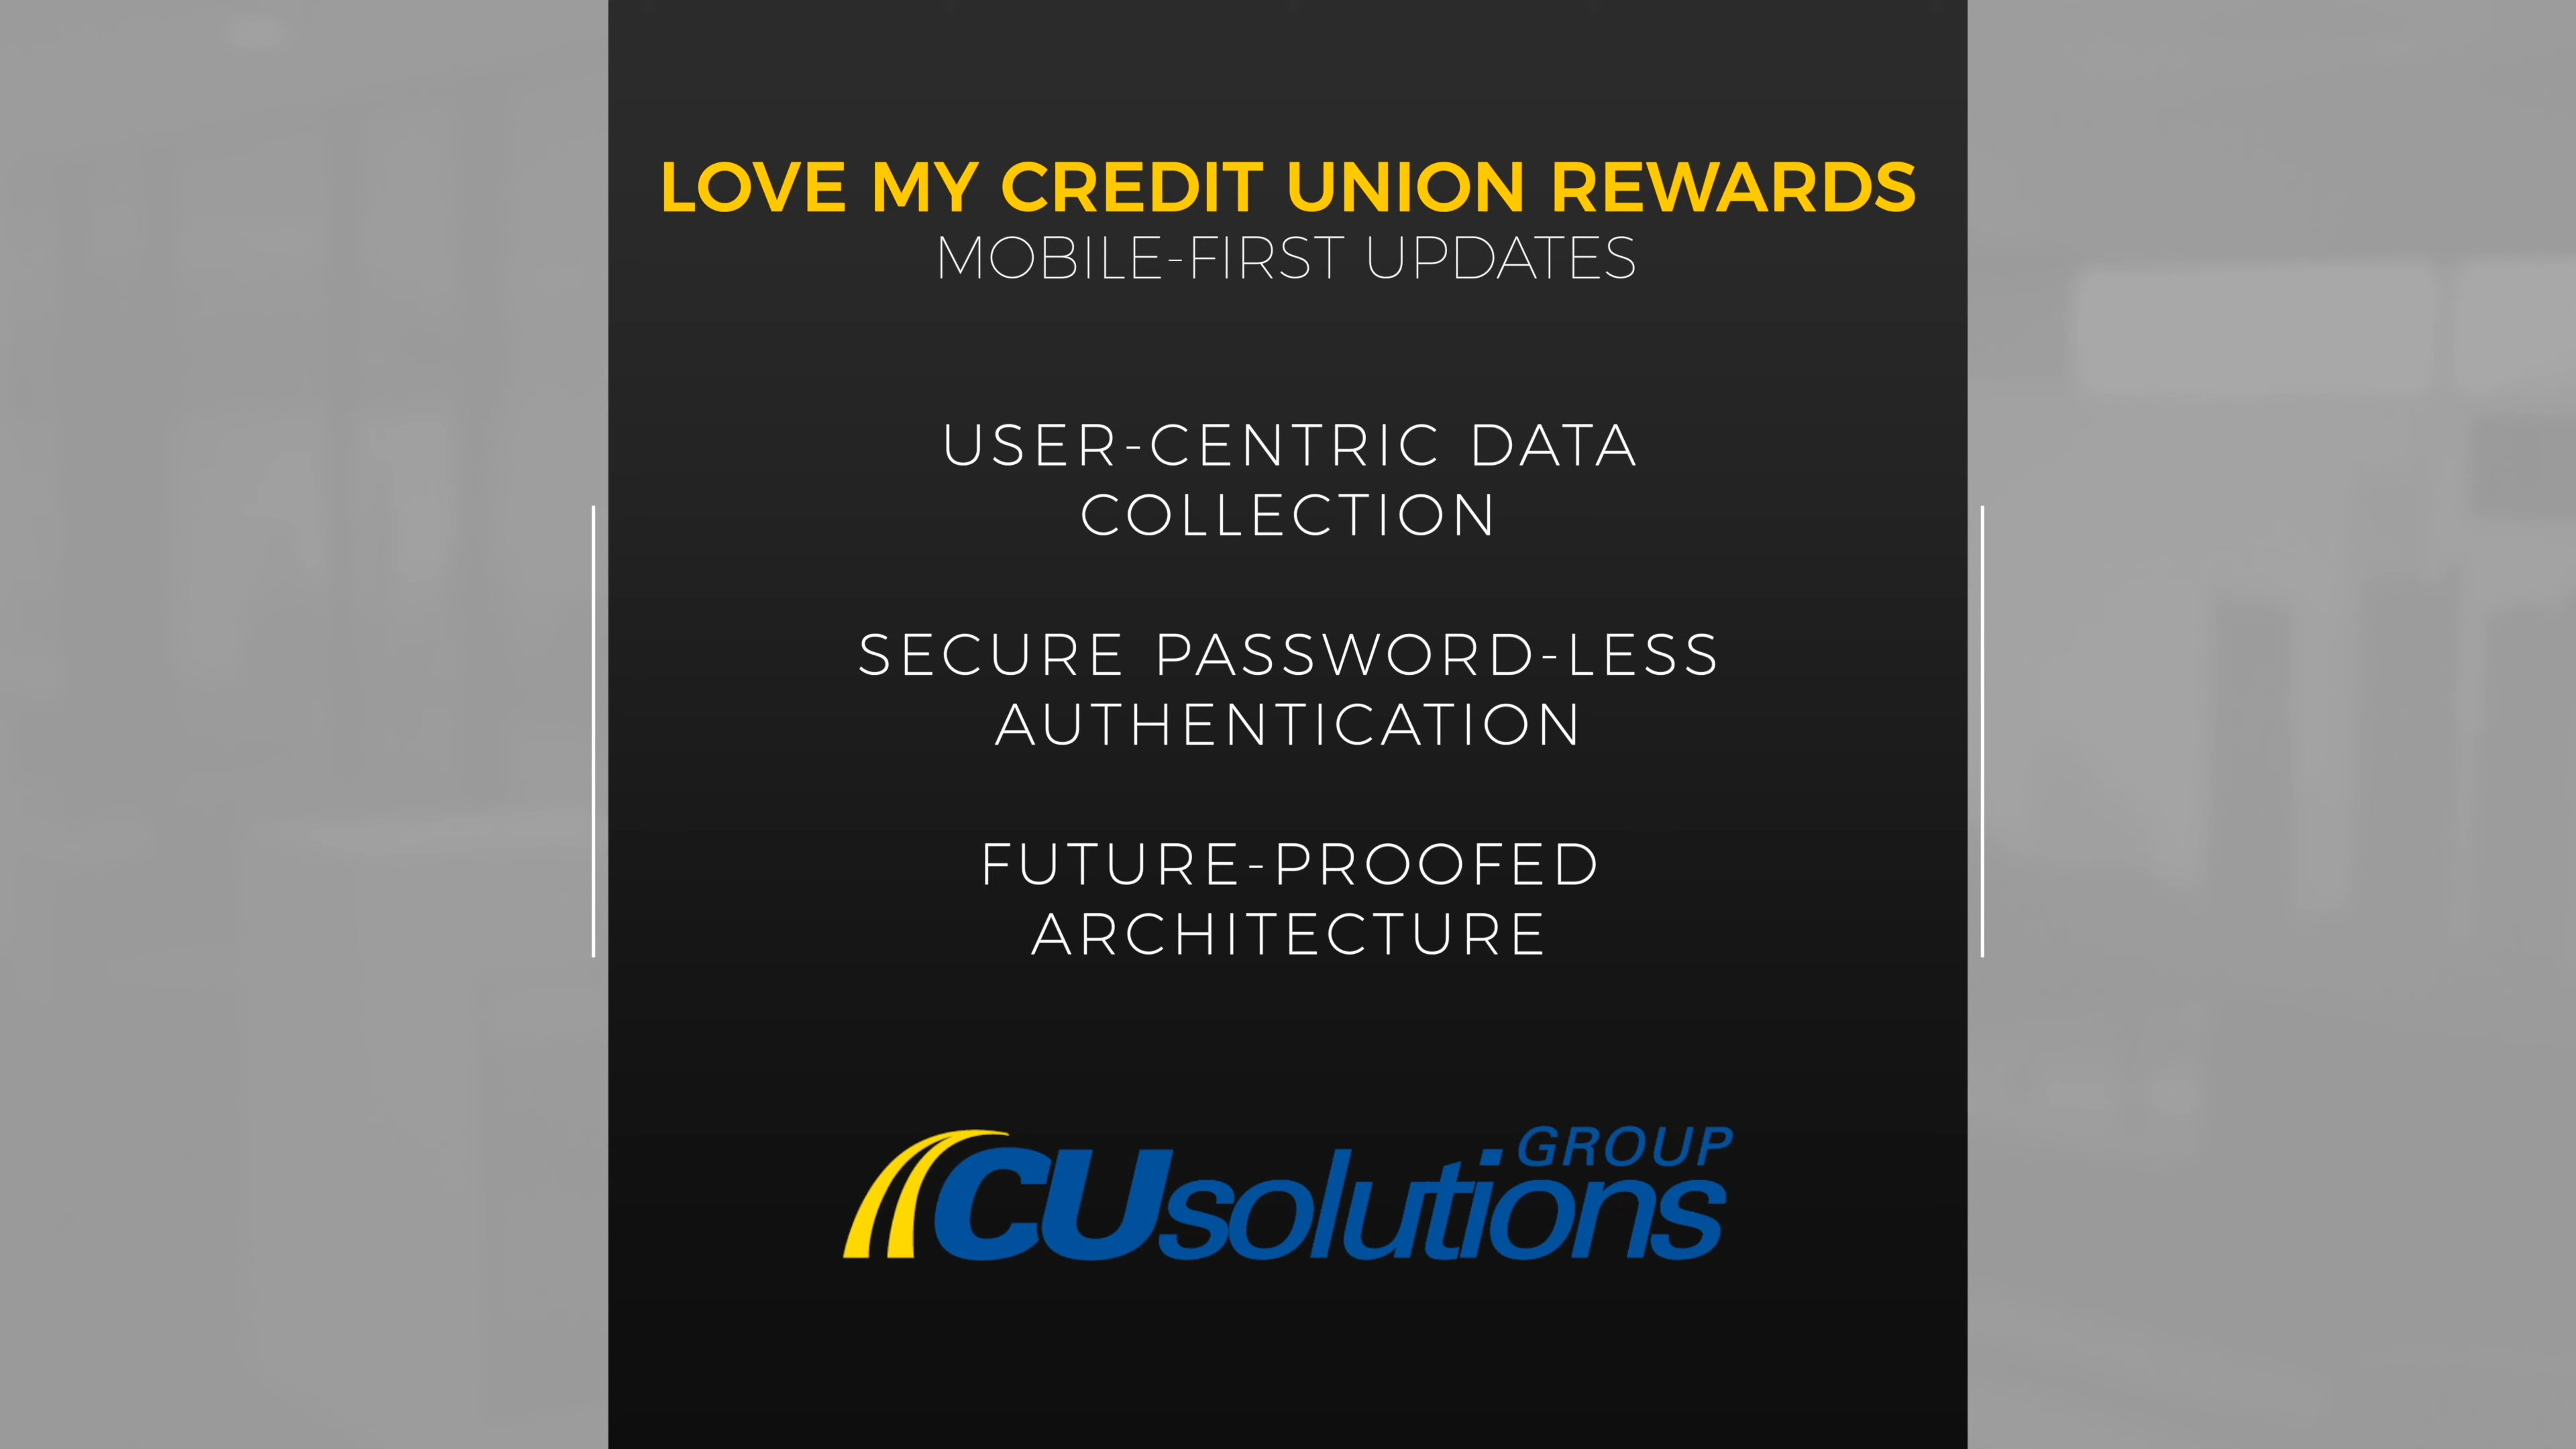 LOVE MY CREDIT UNION REWARDS
MOBILE-FIRST UPDATES
USER-CENTRIC DATA
COLLECTION
SECURE PASSWORD-LESS
AUTHENTICATION
FUTURE-PROOFED
ARCHITECTURE
CUsolutions GROUP